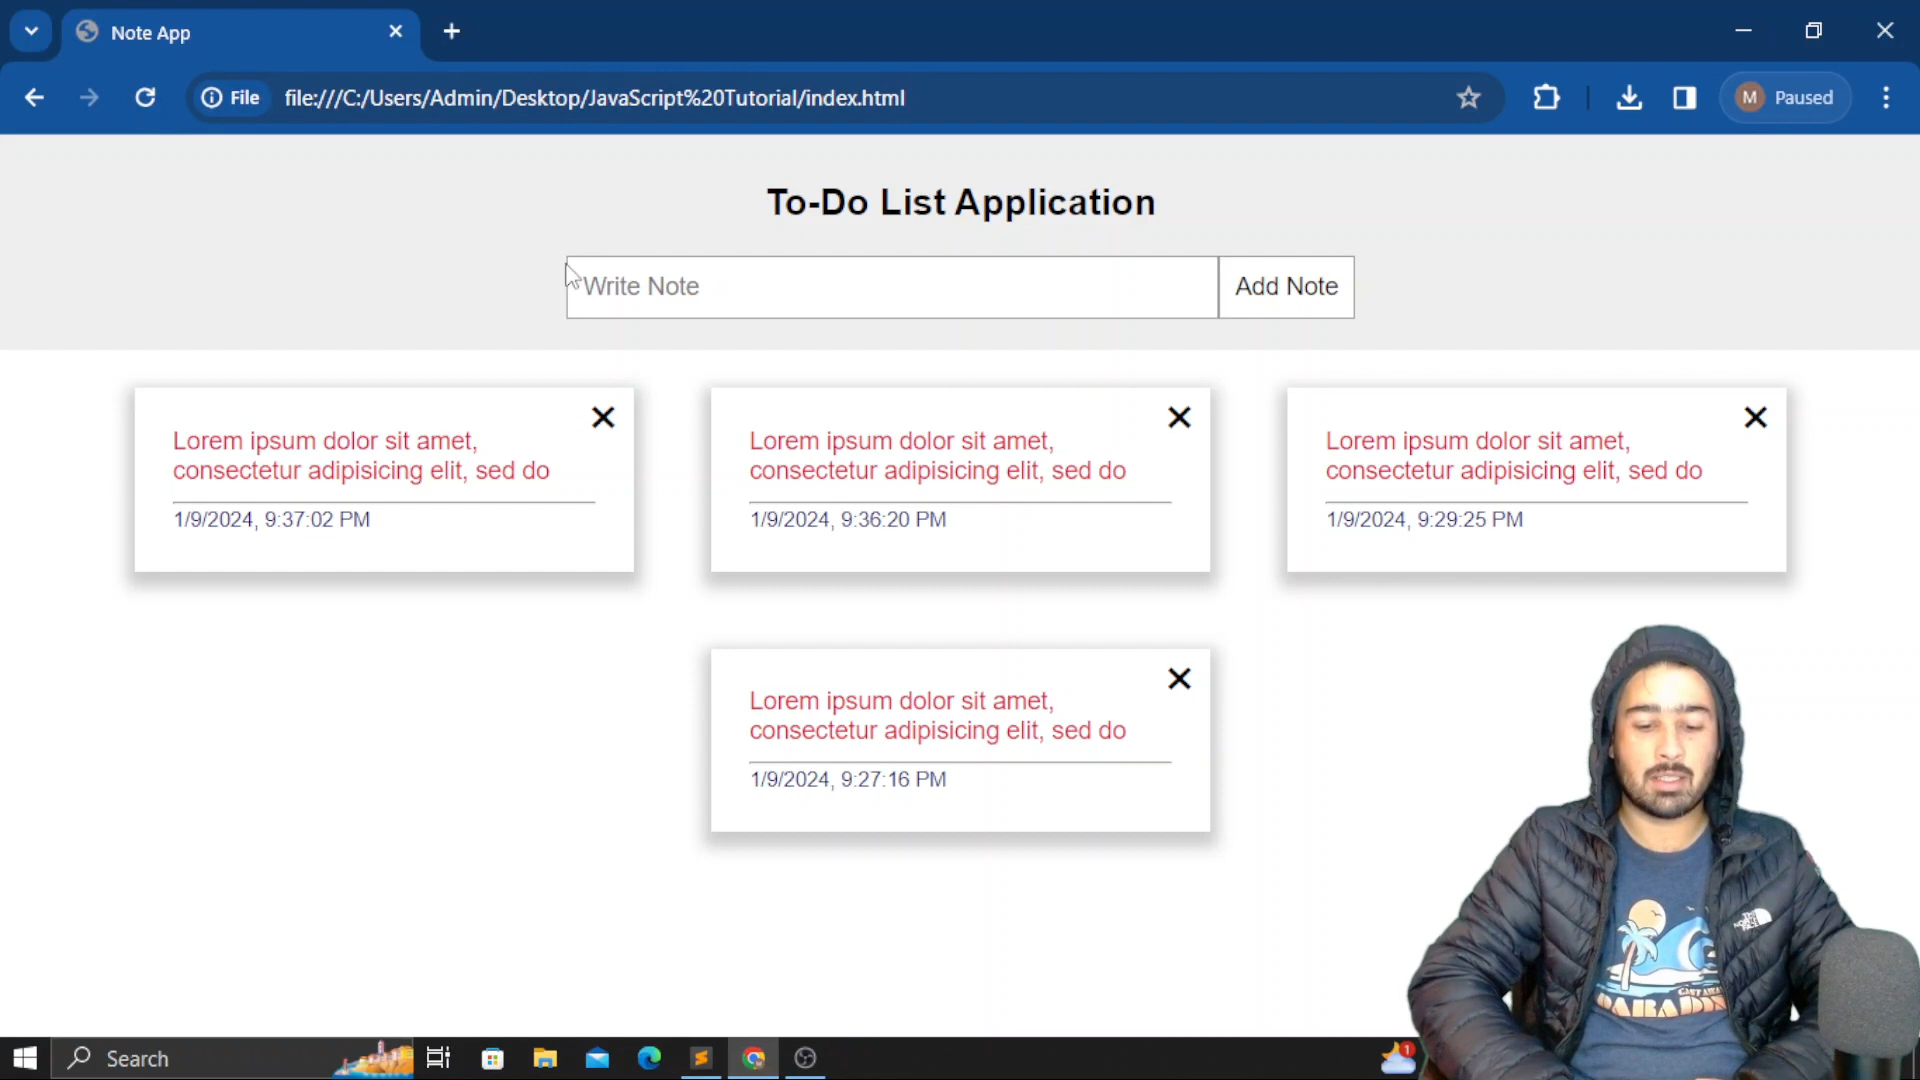 Note App
File
file:///C:/Users/Admin/Desktop/JavaScript%20Tutorial/index.html
M
Paused
To-Do List Application
Write Note
Add Note
Lorem ipsum dolor sit amet,
consectetur adipisicing elit, sed do
1/9/2024, 9:37:02 PM
Lorem ipsum dolor sit amet,
consectetur adipisicing elit, sed do
1/9/2024, 9:36:20 PM
Lorem ipsum dolor sit amet,
consectetur adipisicing elit, sed do
1/9/2024, 9:29:25 PM
Lorem ipsum dolor sit amet,
consectetur adipisicing elit, sed do
1/9/2024, 9:27:16 PM
Search
1